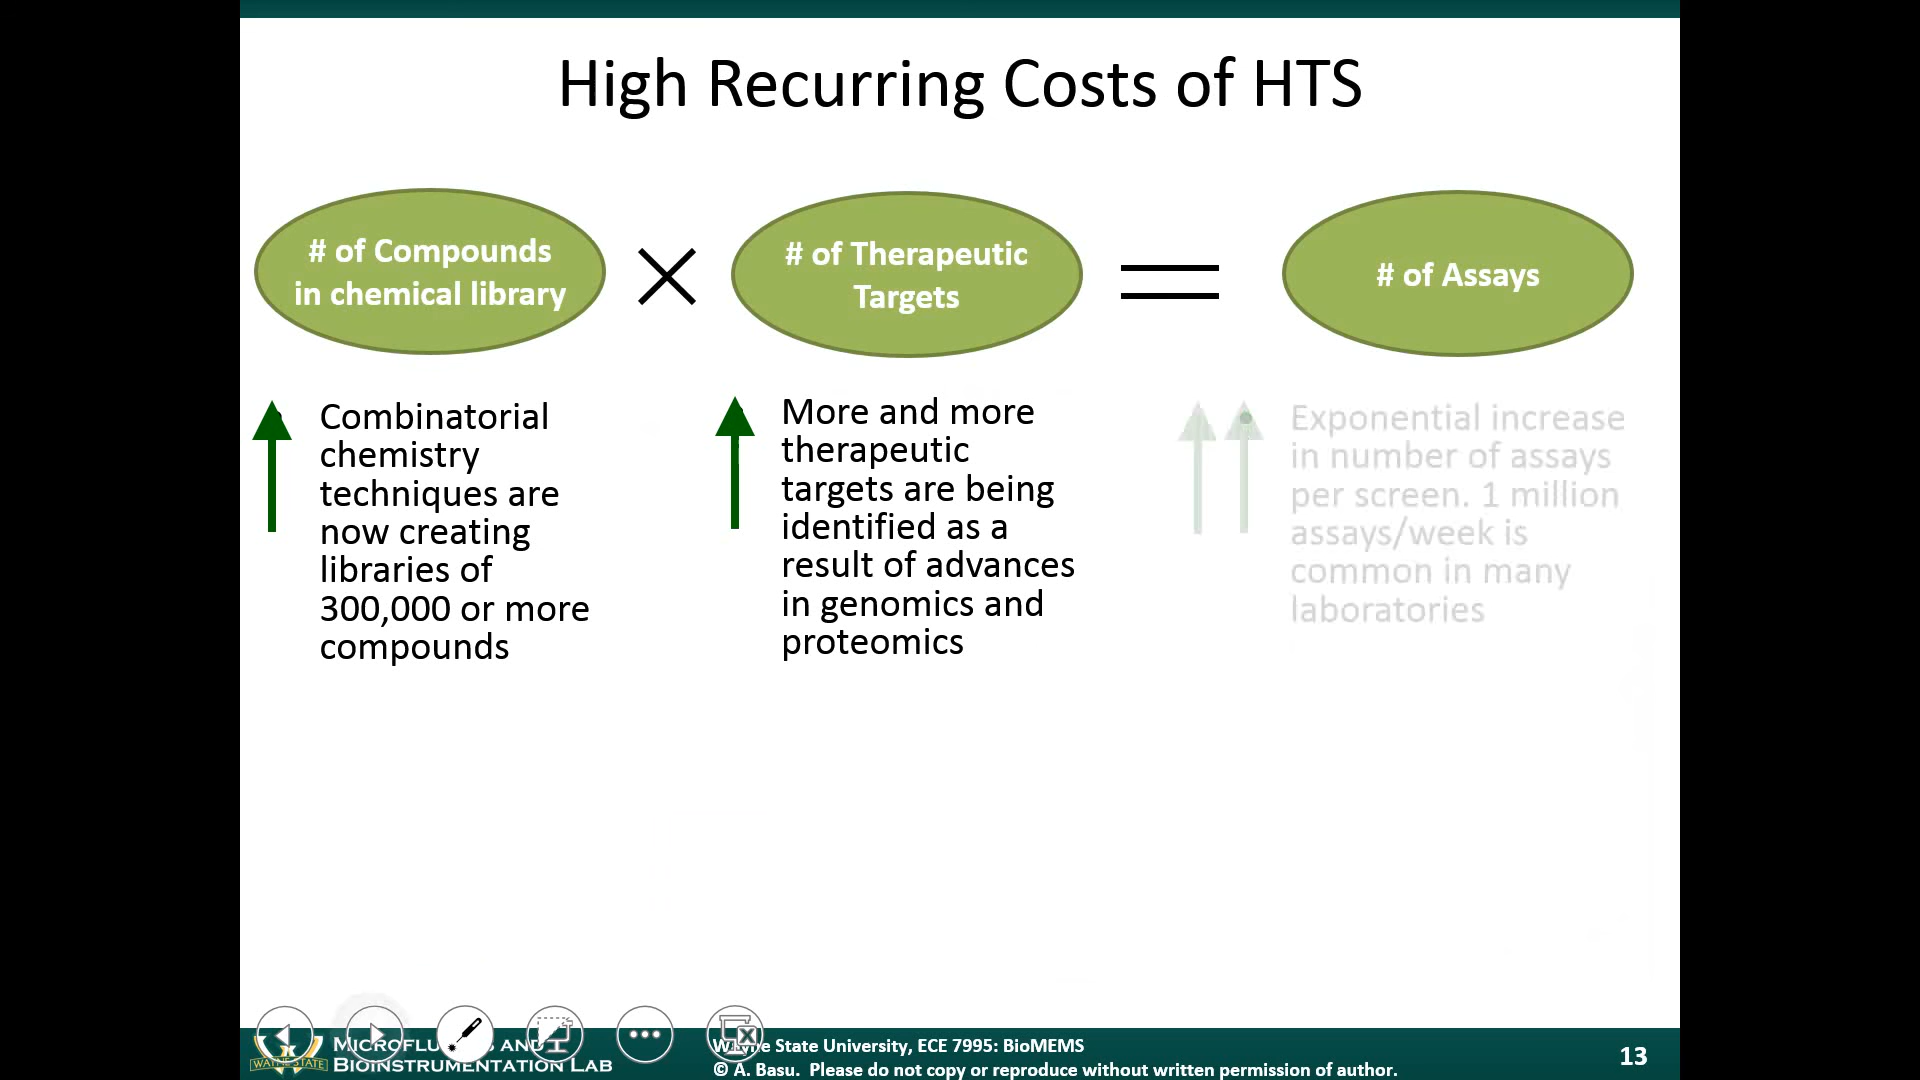 High Recurring Costs of HTS
# of Compounds
in chemical library
# of Therapeutic
Targets
# of Assays
Combinatorial
chemistry
techniques are
now creating
libraries of
300,000 or more
compounds
More and more
therapeutic
targets are being
identified as a
result of advances
in genomics and
proteomics
Exponential increase
in number of assays
per screen. 1 million
assays/week is
common in many
laboratories
WAYNE STATE
AND
BIOINSTRUMENTATION LAB
State University, ECE 7995: BioMEMS
© A. Basu. Please do not copy or reproduce without written permission of author.
13